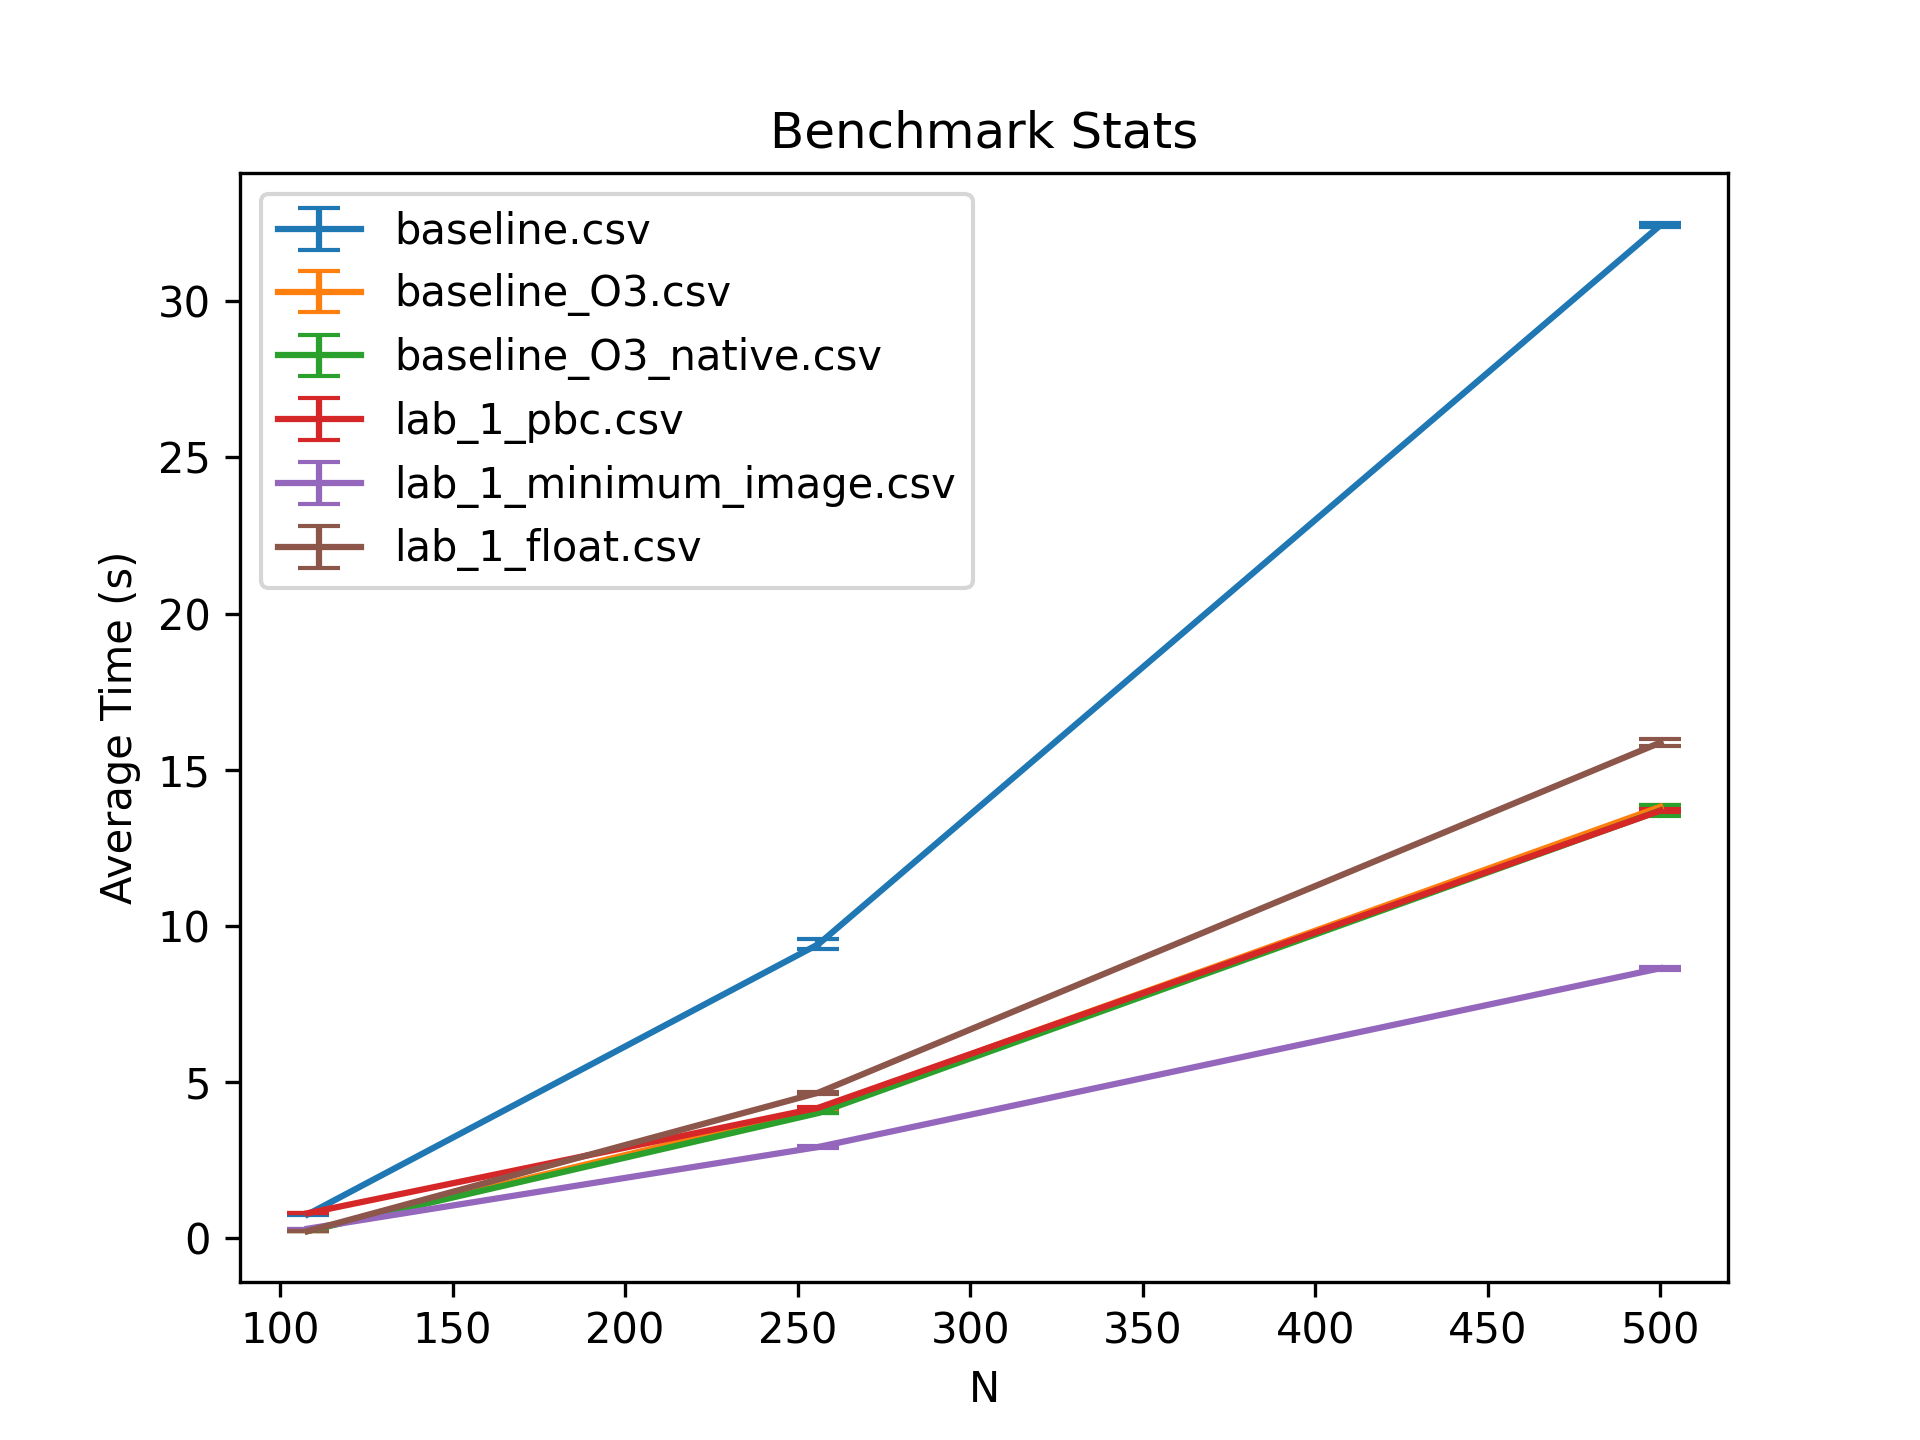 Benchmark Stats
baseline.csv
baseline_O3.csv
baseline_O3_native.csv
lab_1_pbc.csv
lab_1_minimum_image.csv
lab_1_float.csv
30
25
20
15
10
5
0
Average Time (s)
100 150 200 250 300 350 400 450 500
N